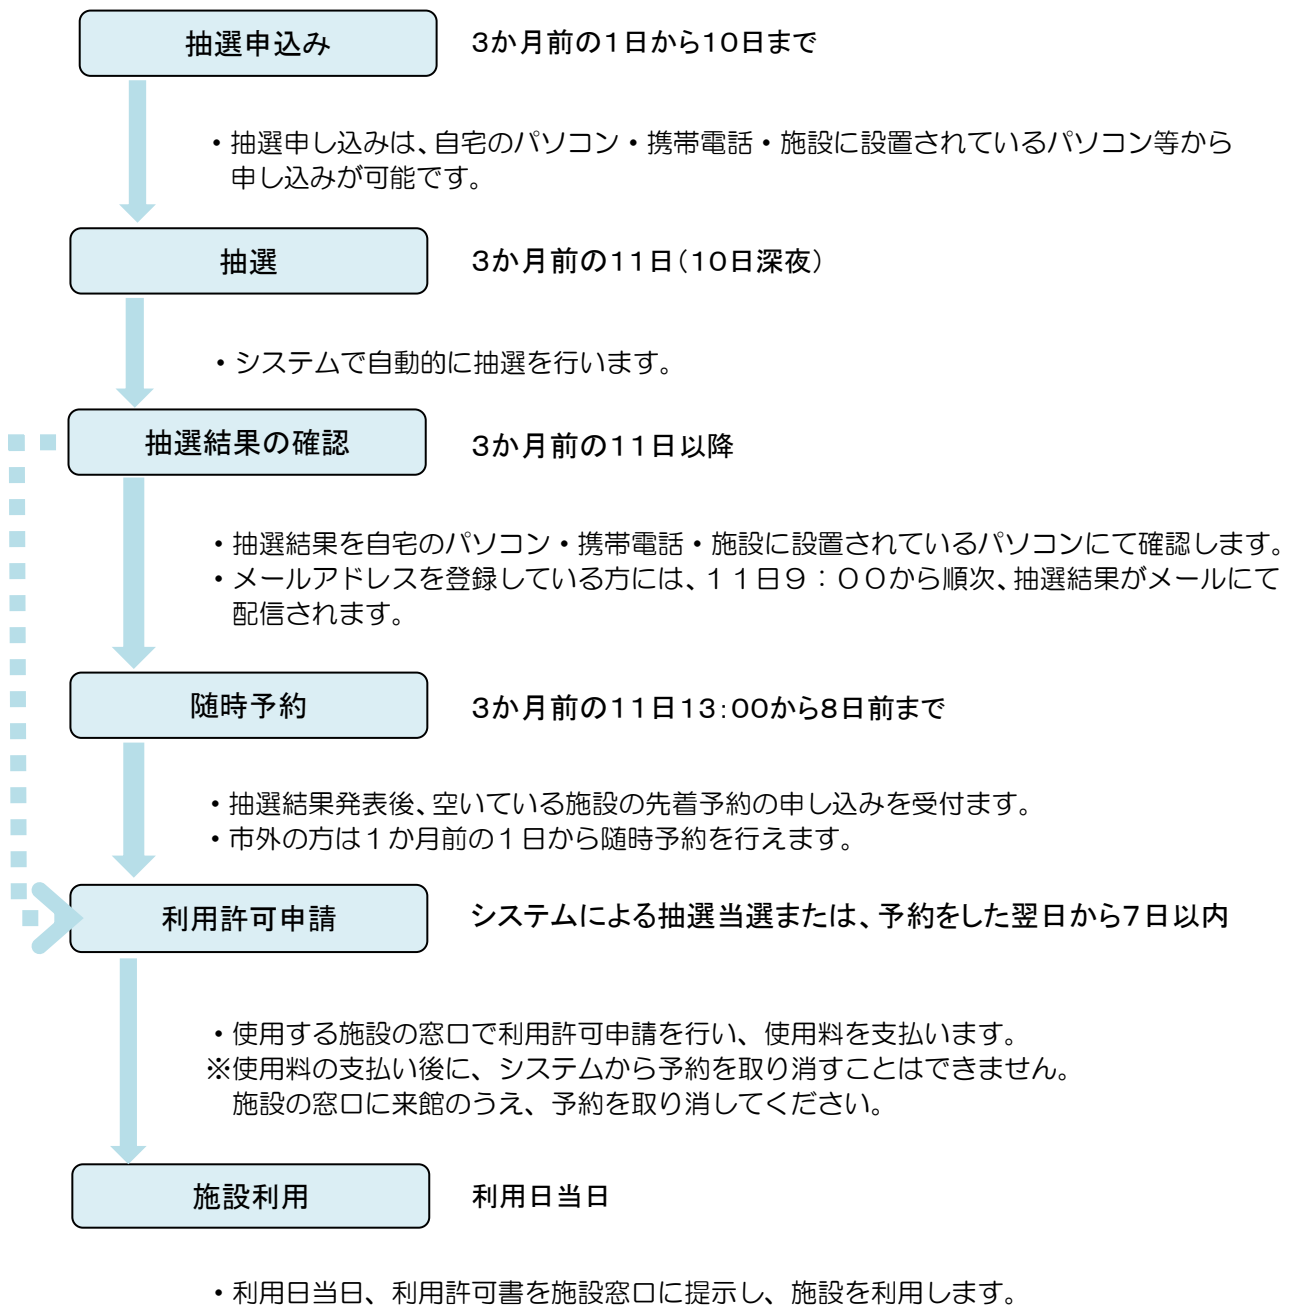 抽選申込み
3か月前の1日から10日まで
・抽選申し込みは、自宅のパソコン・携帯電話・施設に設置されているパソコン等から
申し込みが可能です。
抽選
3か月前の11日(10日深夜)
・システムで自動的に抽選を行います。
抽選結果の確認
3か月前の11日以降
・抽選結果を自宅のパソコン・携帯電話・施設に設置されているパソコンにて確認します。
・メールアドレスを登録している方には、11日9：00から順次、抽選結果がメールにて
配信されます。
随時予約
3か月前の11日13:00から8日前まで
・抽選結果発表後、空いている施設の先着予約の申し込みを受付ます。
・市外の方は1か月前の1日から随時予約を行えます。
利用許可申請
システムによる抽選当選または、予約をした翌日から7日以内
・使用する施設の窓口で利用許可申請を行い、使用料を支払います。
※使用料の支払い後に、システムから予約を取り消すことはできません。
施設の窓口に来館のうえ、予約を取り消してください。
施設利用
利用日当日
・利用日当日、利用許可書を施設窓口に提示し、施設を利用します。